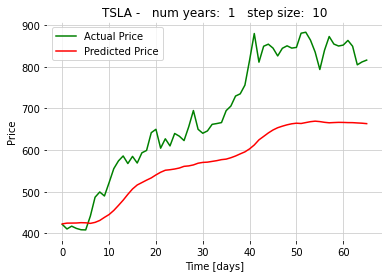 TSLA - num years: 1 step size: 10
Actual Price
Predicted Price
900
800
700
600
500
400
Price
0 10 20 30 40 50 60
Time [days]